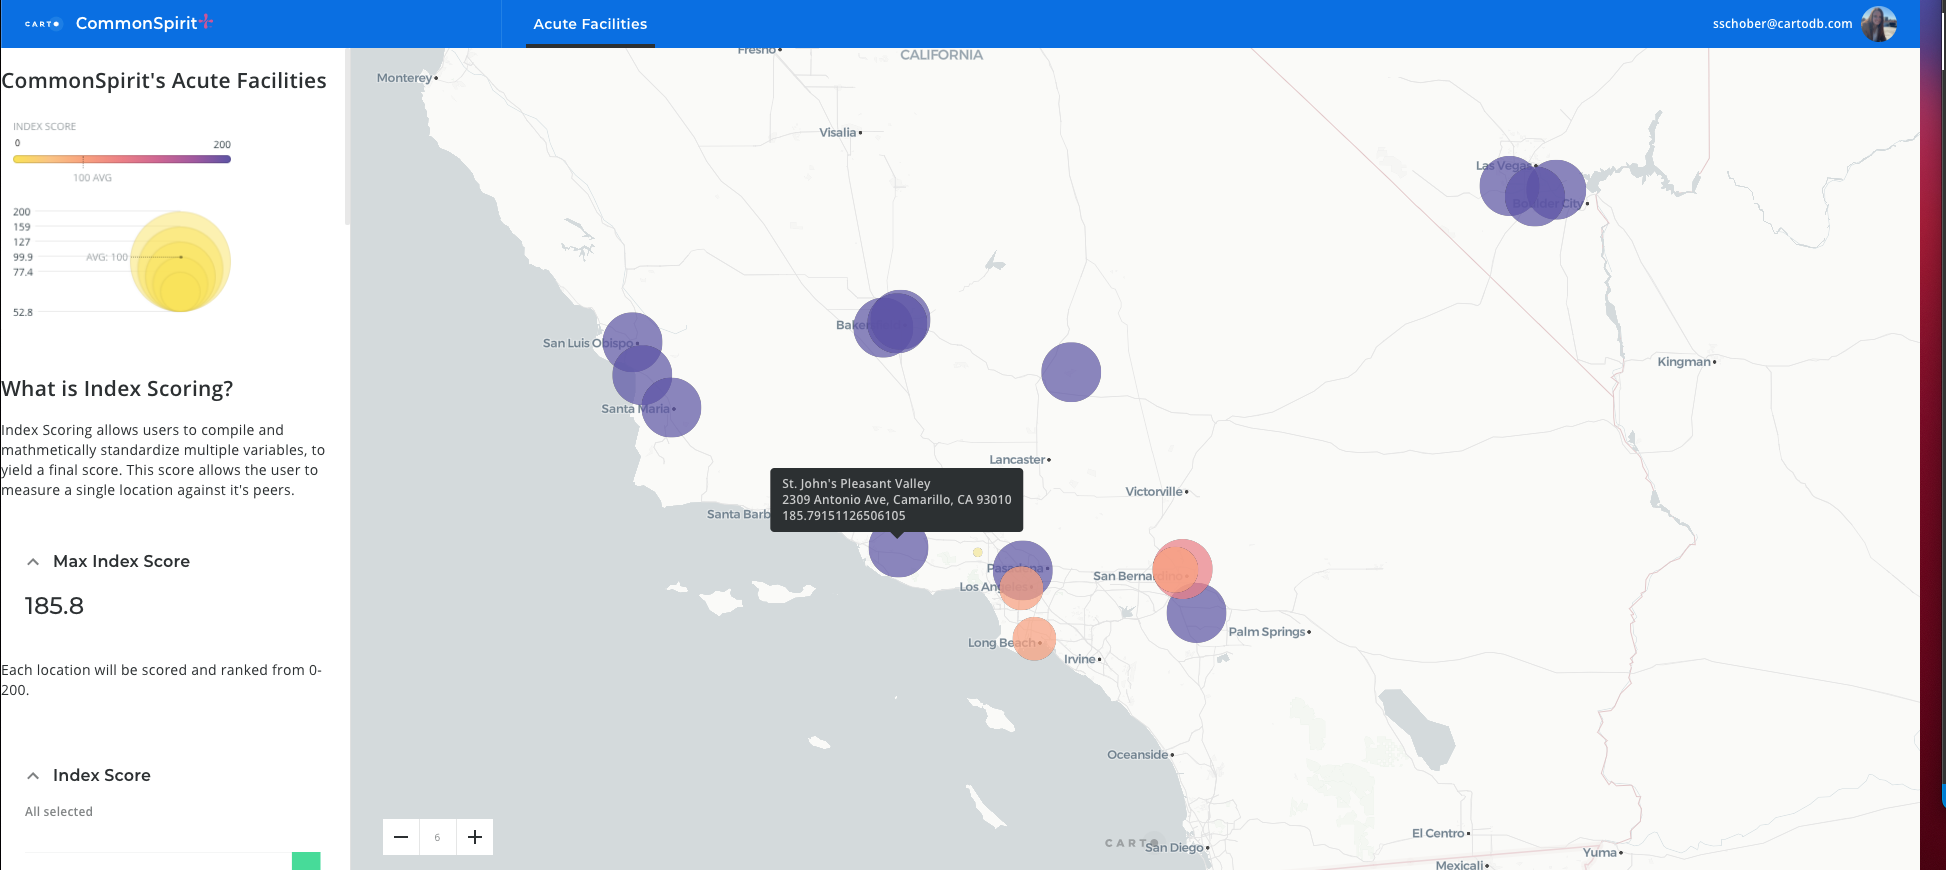 CARTO CommonSpirit
Acute Facilities
sschober@cartodb.com
CommonSpirit's Acute Facilities
INDEX SCORE
0 200
100 AVG
200
159
127
99.9
77.4
52.8
AVG: 100
What is Index Scoring?
Index Scoring allows users to compile and
mathmetically standardize multiple variables, to
yield a final score. This score allows the user to
measure a single location against it's peers.
Max Index Score
185.8
Each location will be scored and ranked from 0-
200.
Index Score
All selected
Fresno
CALIFORNIA
Monterey
Visalia
Las Vegas
Boulder City
Baker
San Luis Obispo
Kingman
Santa Maria
Lancaster
St. John's Pleasant Valley
2309 Antonio Ave, Camarillo, CA 93010
185.79151126506105
Victorville
Santa Barb
Pasadena
San Bernardino
Los Angeles
Palm Springs
Long Beach
Irvine
Oceanside
6
CARTO
San Diego
El Centro
Yuma
Mexicali